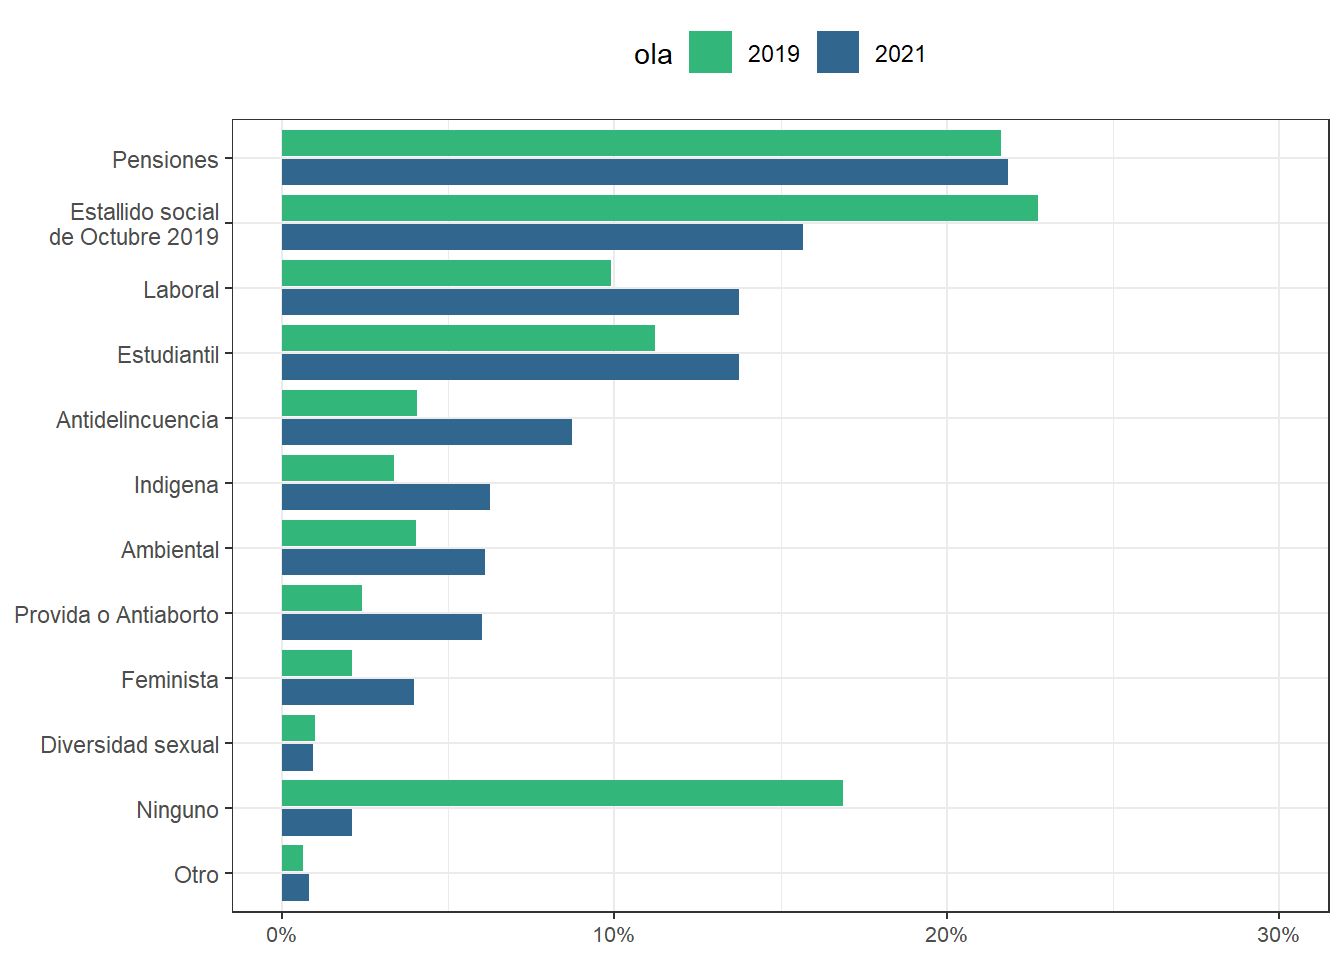 ola 2019 2021
Pensiones
Estallido social
de Octubre 2019
Laboral
Estudiantil
Antidelincuencia
Indigena
Ambiental
Provida o Antiaborto
Feminista
Diversidad sexual
Ninguno
Otro
0% 10% 20% 30%